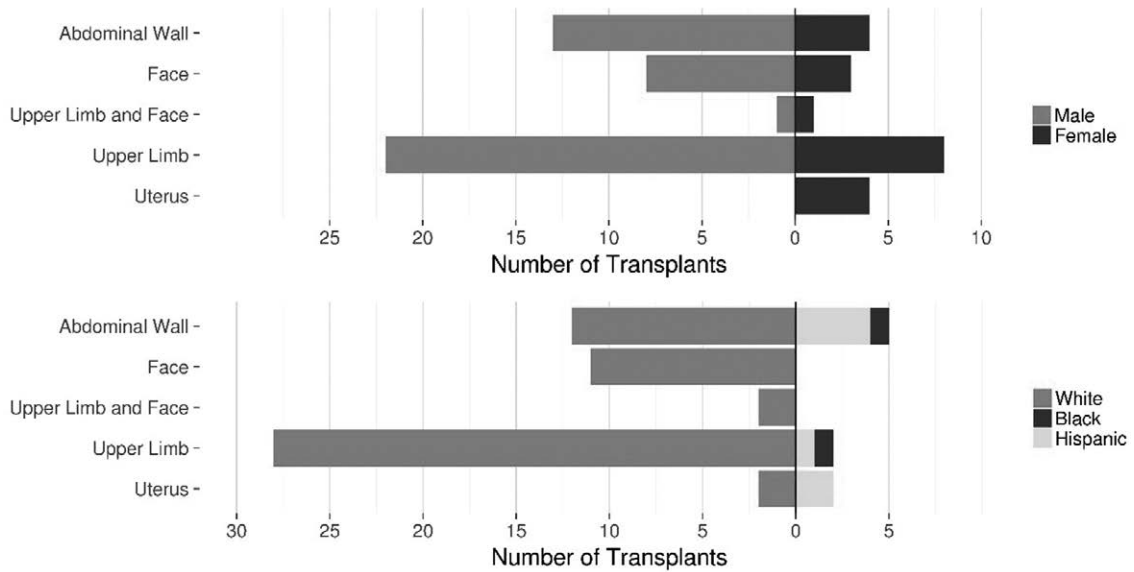 Abdominal Wall
Face
Upper Limb and Face
Upper Limb
Uterus
Male
Female
25 20 15 10 5 0 5 10
Number of Transplants
Abdominal Wall
Face
Upper Limb and Face
Upper Limb
Uterus
White
Black
Hispanic
30 25 20 15 10 5 0 5
Number of Transplants